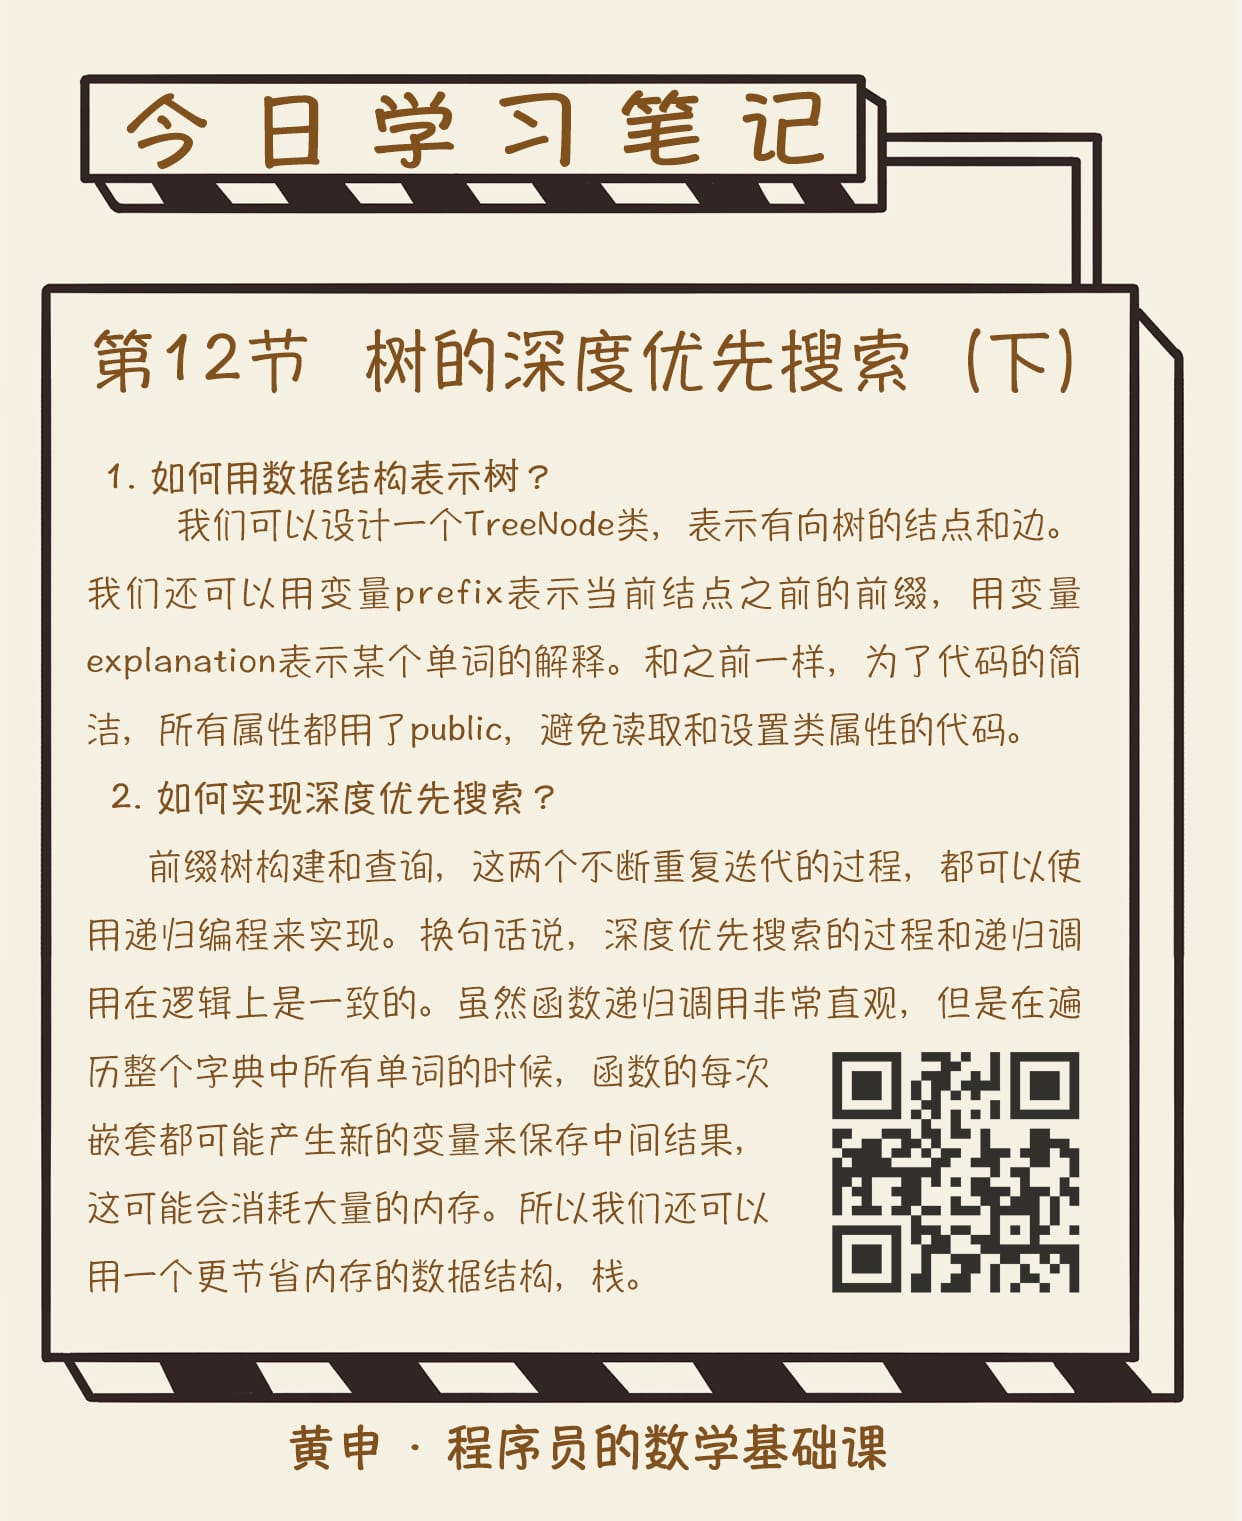 今日学习笔记
第12节 树的深度优先搜索（下）
1. 如何用数据结构表示树？
我们可以设计一个TreeNode类，表示有向树的结点和边。
我们还可以用变量prefix表示当前结点之前的前缀，用变量
explanation表示某个单词的解释。和之前一样，为了代码的简
洁，所有属性都用了public，避免读取和设置类属性的代码。
2. 如何实现深度优先搜索？
前缀树构建和查询，这两个不断重复迭代的过程，都可以使
用递归编程来实现。换句话说，深度优先搜索的过程和递归调
用在逻辑上是一致的。虽然函数递归调用非常直观，但是在遍
历整个字典中所有单词的时候，函数的每次
嵌套都可能产生新的变量来保存中间结果，
这可能会消耗大量的内存。所以我们还可以
用一个更节省内存的数据结构，栈。
黄申 · 程序员的数学基础课